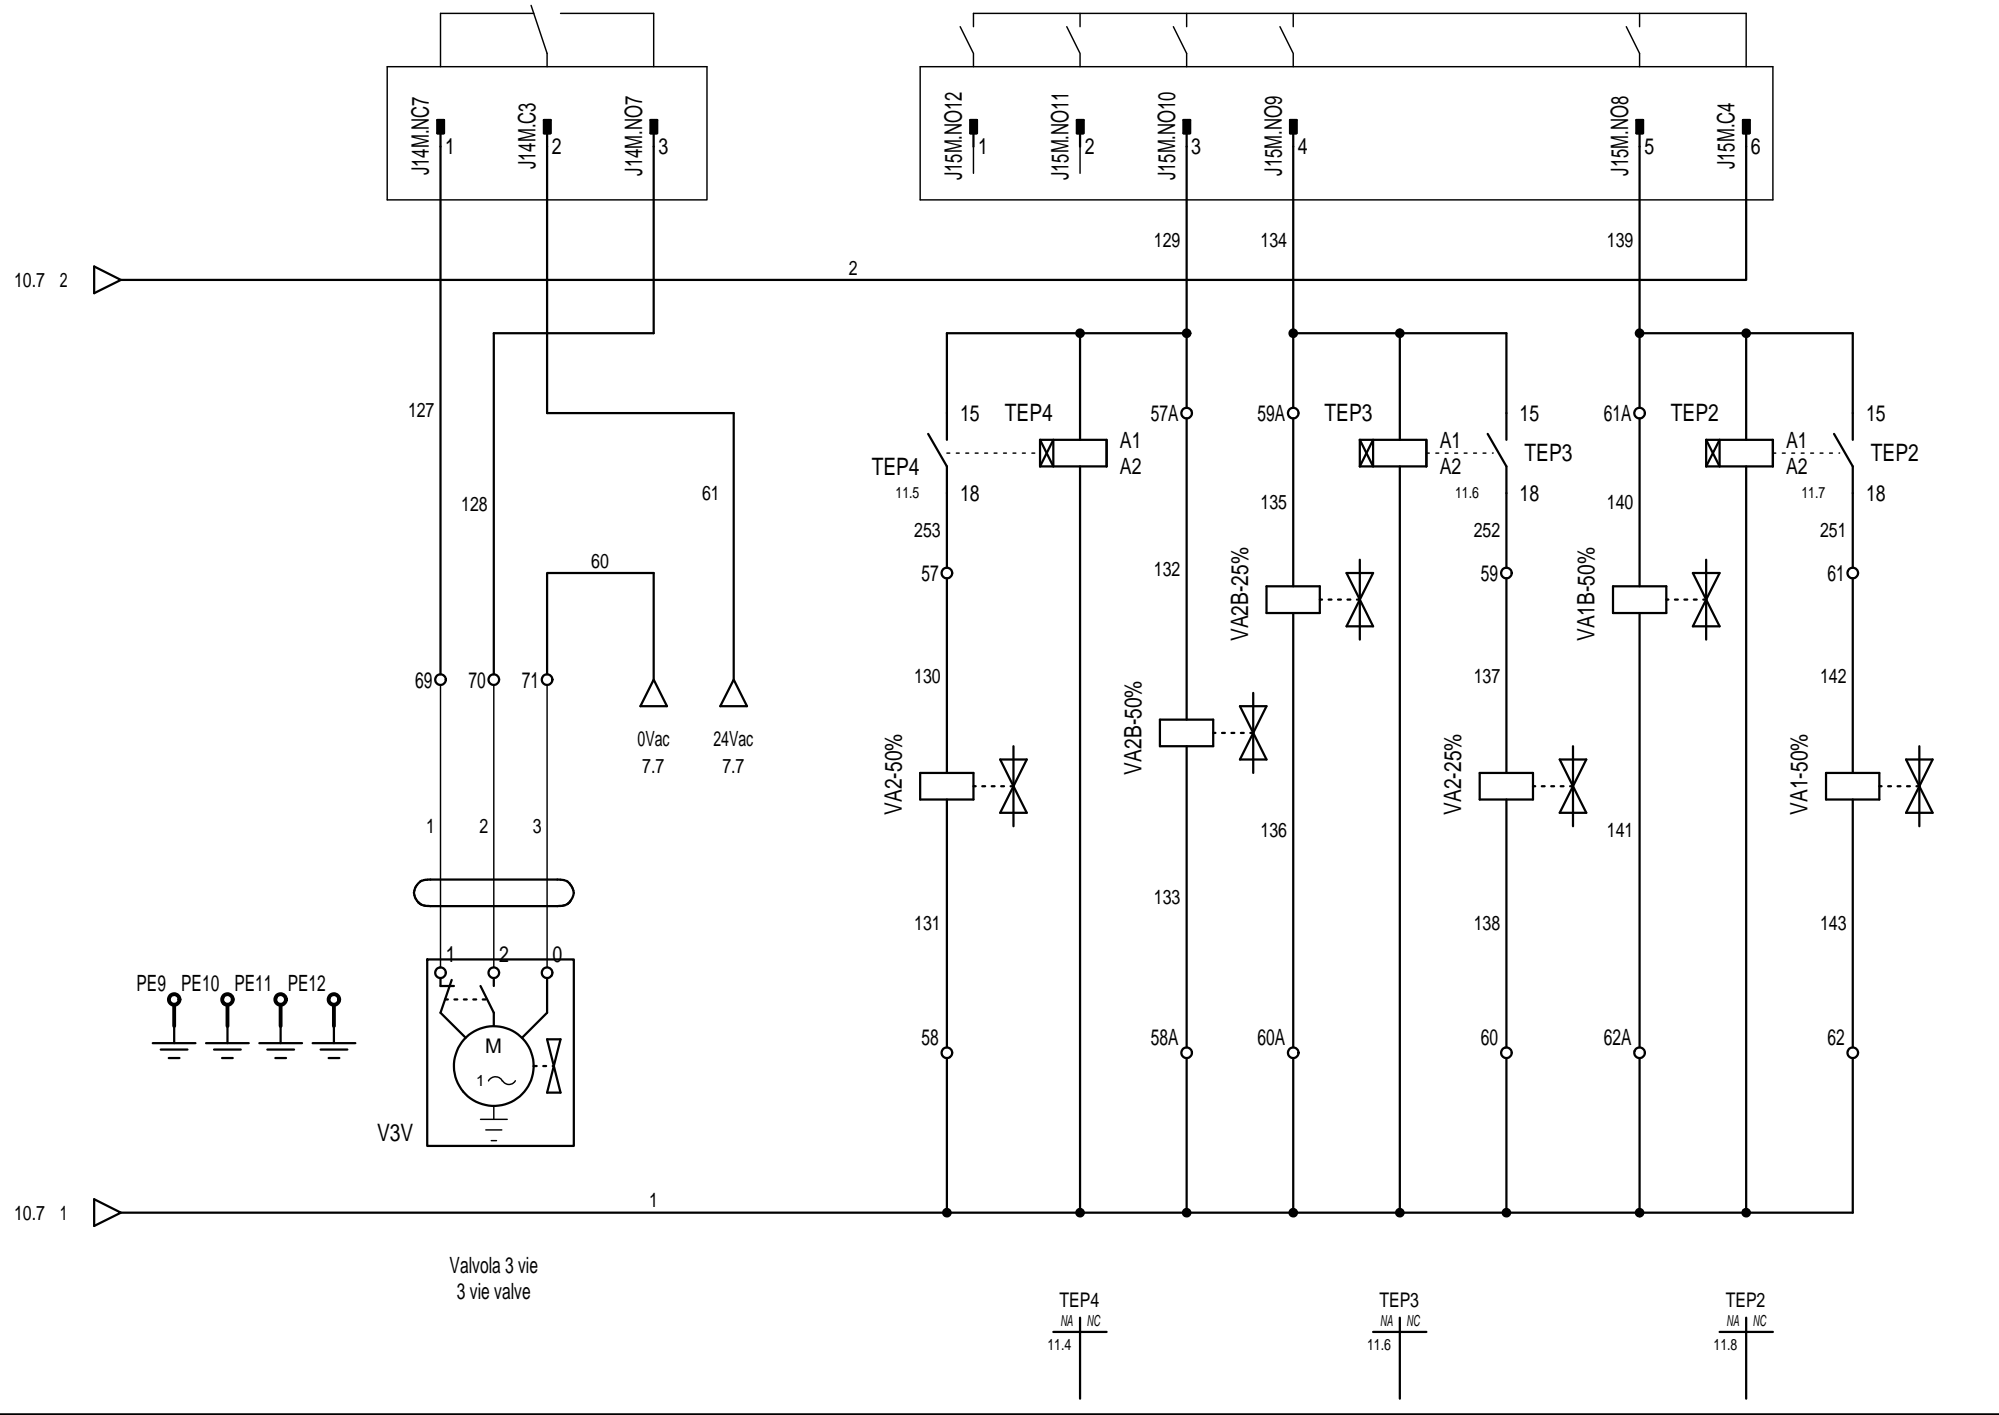 J14M.NC7 1
J14M.C3 2
J14M.NO7 3
J15M.NO12 1
J15M.NO11 2
J15M.NO10 3
J15M.NO9 4
J15M.NO8 5
J15M.C4 6
129 134 139
10.7 2 2
127 128 61 60
15 TEP4 57A 59A TEP3 15 61A TEP2 15
A1 A1 A1
TEP4 A2 A2 TEP3 A2 TEP2
11.5 18 11.6 18 11.7 18
253 135 252 140 251
57 132 59 61
VA2B-25%
VA1B-50%
69 70 71
130 137 142
VA2B-50%
0Vac 24Vac
7.7 7.7
VA2-50%
VA2-25%
VA1-50%
1 2 3
136 141
133
131 138 143
1 2 0
PE9 PE10 PE11 PE12
58 58A 60A 60 62A 62
M
1
V3V
10.7 1 1
Valvola 3 vie
3 vie valve
TEP4 TEP3 TEP2
NA NC NA NC NA NC
11.4 11.6 11.8